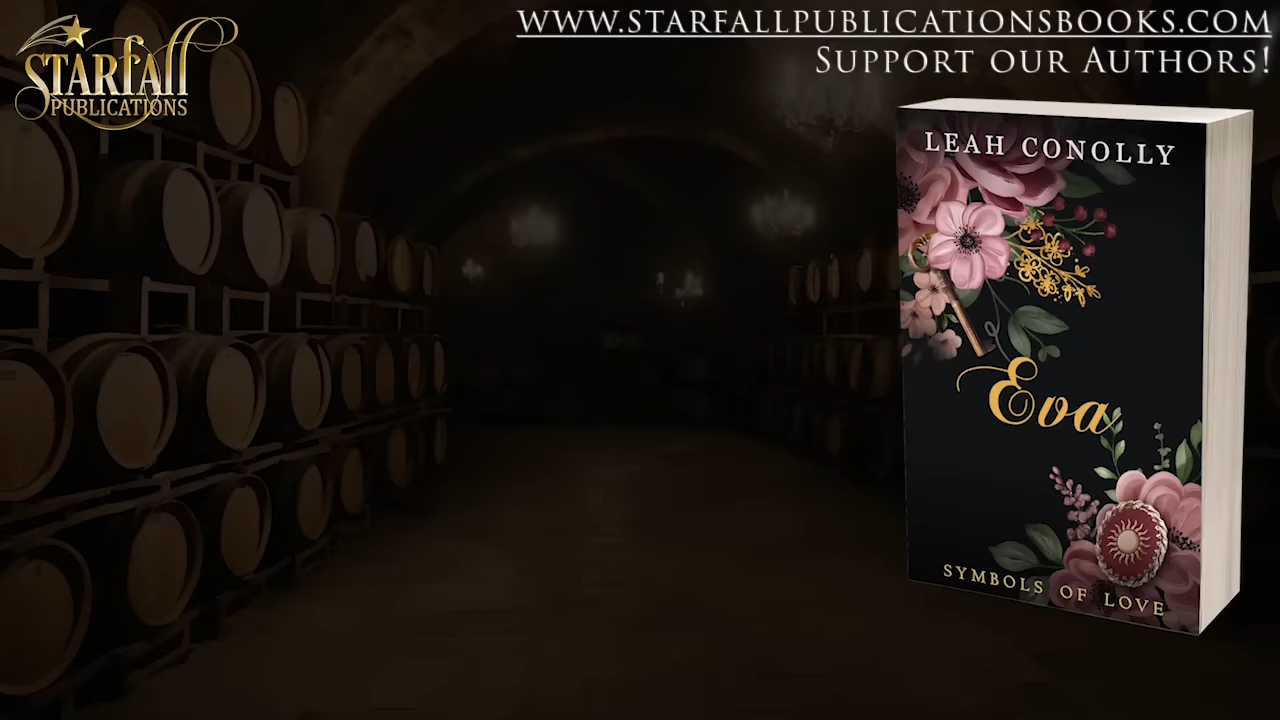 STARfall
PUBLICATIONS
WWW.STARFALLPUBLICATIONSBOOKS.COM
SUPPORT OUR AUTHORS!
LEAH CONOLLY
Eva
SYMBOLS OF LOVE